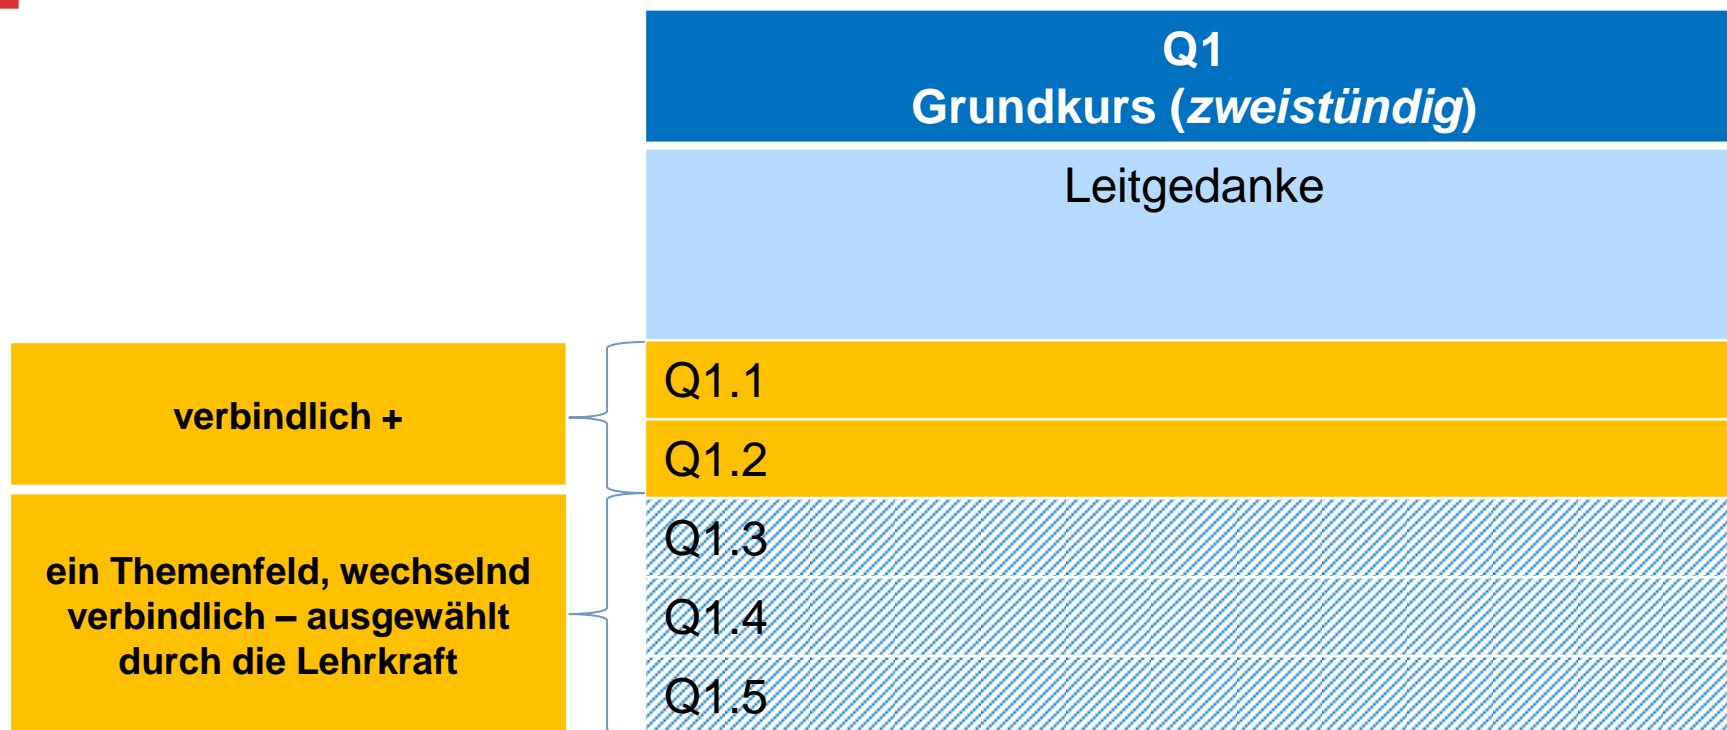 Q1
Grundkurs (zweistündig)
Leitgedanke
verbindlich +
Q1.1
Q1.2
ein Themenfeld, wechselnd
verbindlich – ausgewählt
durch die Lehrkraft
Q1.3
Q1.4
Q1.5